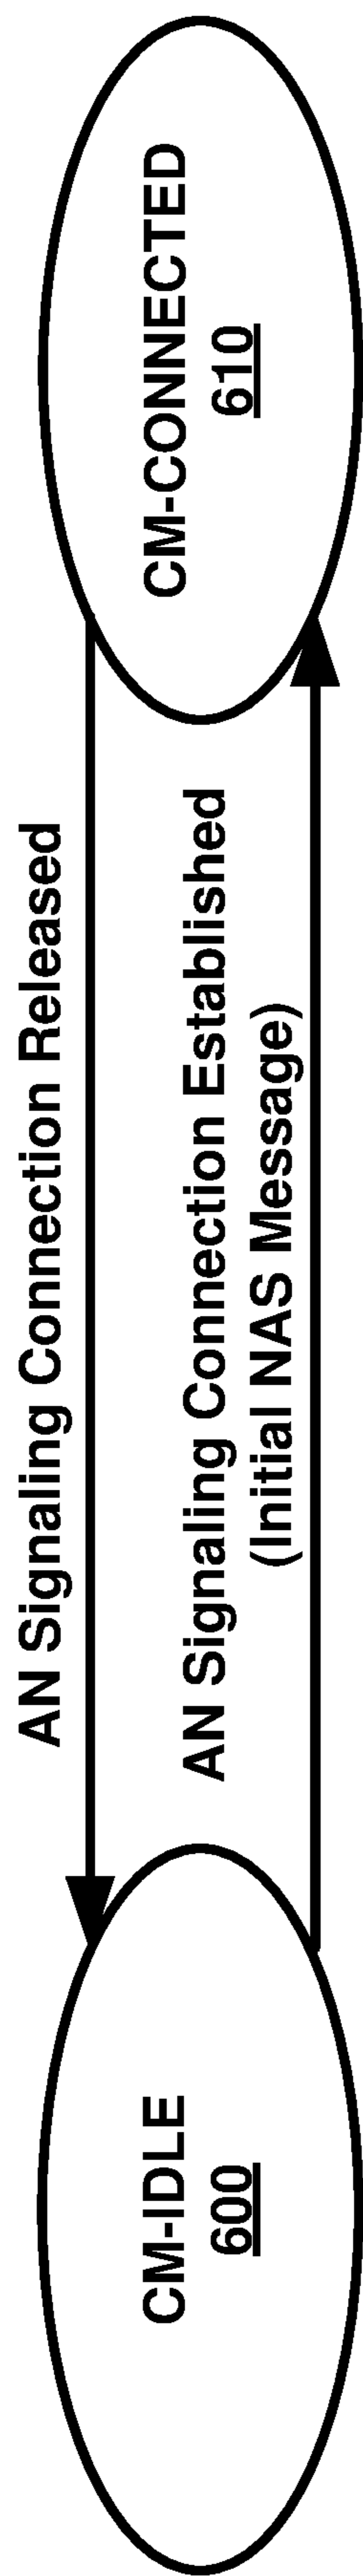 AN Signaling Connection Released
CM-IDLE
600
AN Signaling Connection Established
(Initial NAS Message)
CM-CONNECTED
610